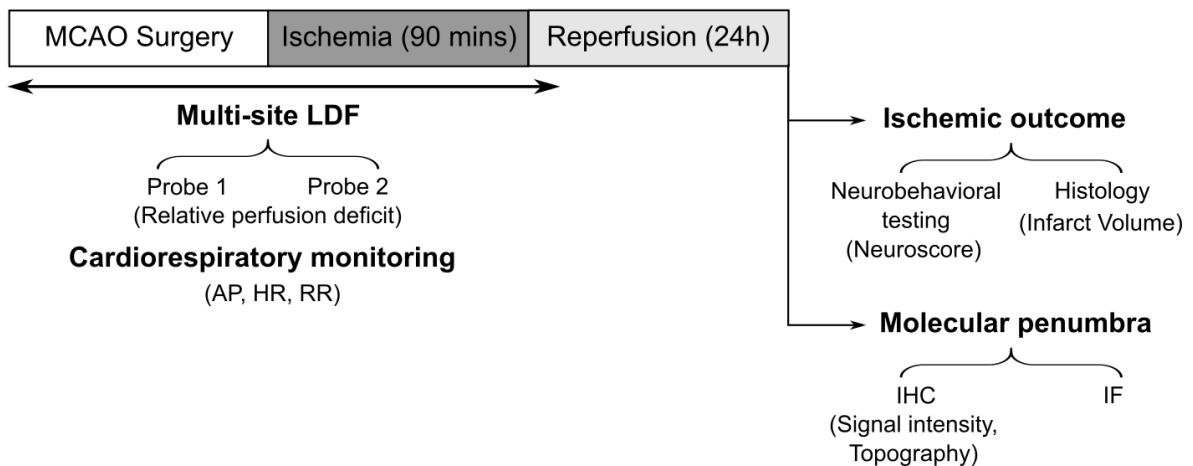 MCAO Surgery
Ischemia (90 mins)
Reperfusion (24h)
Multi-site LDF
Probe 1
Probe 2
(Relative perfusion deficit)
Cardiorespiratory monitoring
(AP, HR, RR)
Ischemic outcome
Neurobehavioral
testing
(Neuroscore)
Histology
(Infarct Volume)
Molecular penumbra
IHC
(Signal intensity,
Topography)
IF